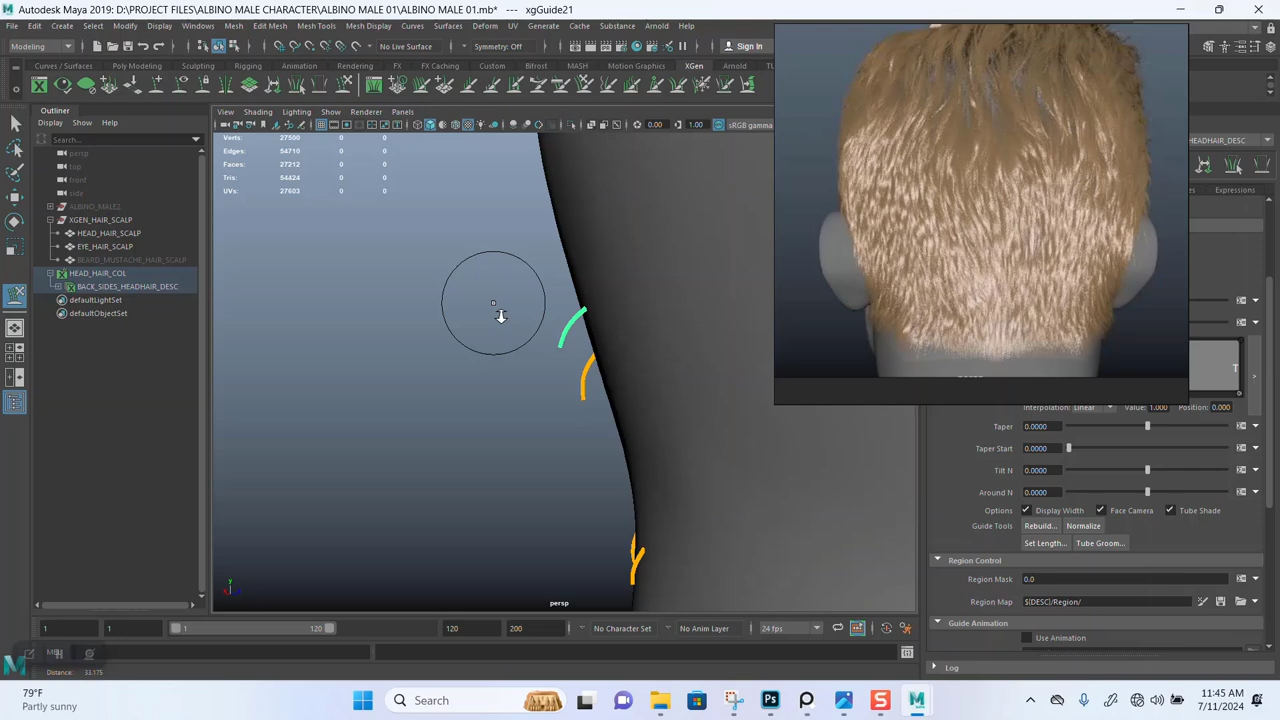 Autodesk Maya 2019: D:\PROJECT FILES\ALBINO MALE CHARACTER\ALBINO MALE 01\ALBINO MALE 01.mb*   ---   xgGuide21
File Edit Create Select Modify Display Windows Mesh Edit Mesh Mesh Tools Mesh Display Curves Surfaces Deform UV Generate Cache Substance Arnold Help
Modeling No Live Surface Symmetry: Off Sign In
Curves / Surfaces Poly Modeling Sculpting Rigging Animation Rendering FX FX Caching Custom Bifrost MASH Motion Graphics XGen Arnold
Outliner
Display Show Help
Search...
View Shading Lighting Show Renderer Panels
0.00 1.00 sRGB gamma
HEADHAIR_DESC
Expressions
Verts: 27500 0 0
Edges: 54710 0 0
Faces: 27212 0 0
Tris: 54424 0 0
UVs: 27603 0 0
persp
top
front
side
ALBINO_MALE2
XGEN_HAIR_SCALP
HEAD_HAIR_SCALP
EYE_HAIR_SCALP
BEARD_MUSTACHE_HAIR_SCALP
HEAD_HAIR_COL
BACK_SIDES_HEADHAIR_DESC
defaultLightSet
defaultObjectSet
Interpolation: Linear Value: 1.000 Position: 0.000
Taper 0.0000
Taper Start 0.0000
Tilt N 0.0000
Around N 0.0000
Options Display Width Face Camera Tube Shade
Guide Tools Rebuild... Normalize
Set Length... Tube Groom...
Region Control
Region Mask 0.0
Region Map ${DESC}/Region/
Guide Animation
Use Animation
Log
persp
1 1 1 120 120 200 No Character Set No Anim Layer 24 fps
Distance: 33.175
79°F
Partly sunny
Search
11:45 AM
7/11/2024